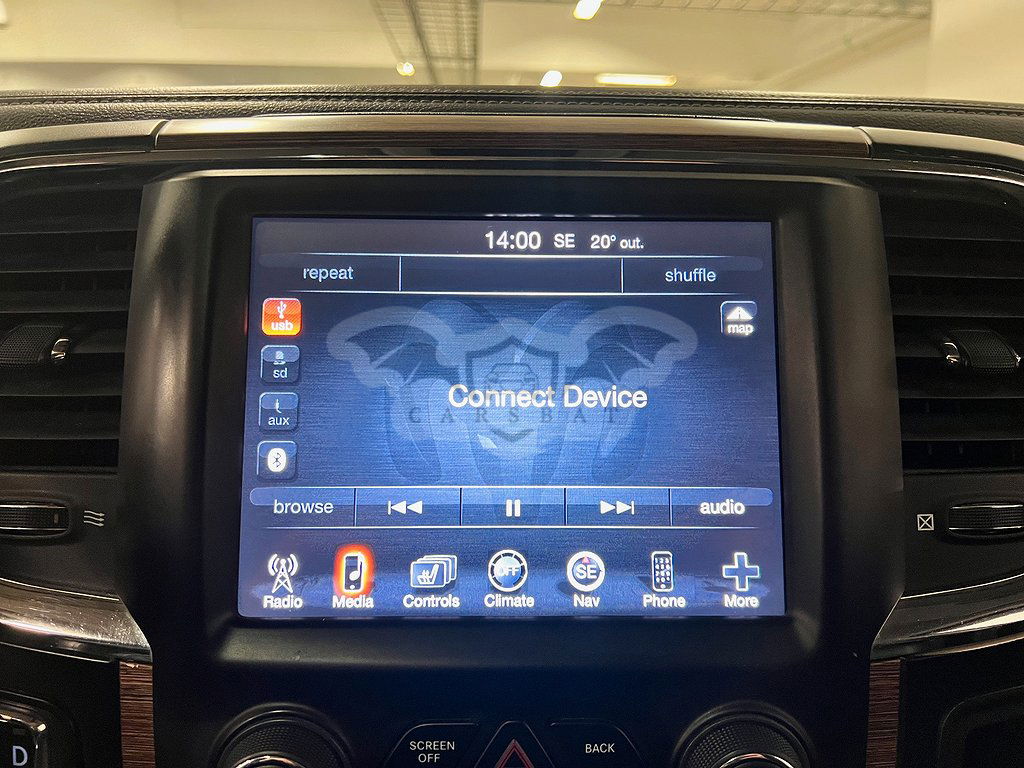 14:00 SE 20° out.
repeat shuffle
usb
map
sd
Connect Device
CARSBAT
aux
browse audio
OFF SE
Radio Media Controls Climate Nav Phone More
SCREEN
OFF
BACK
D